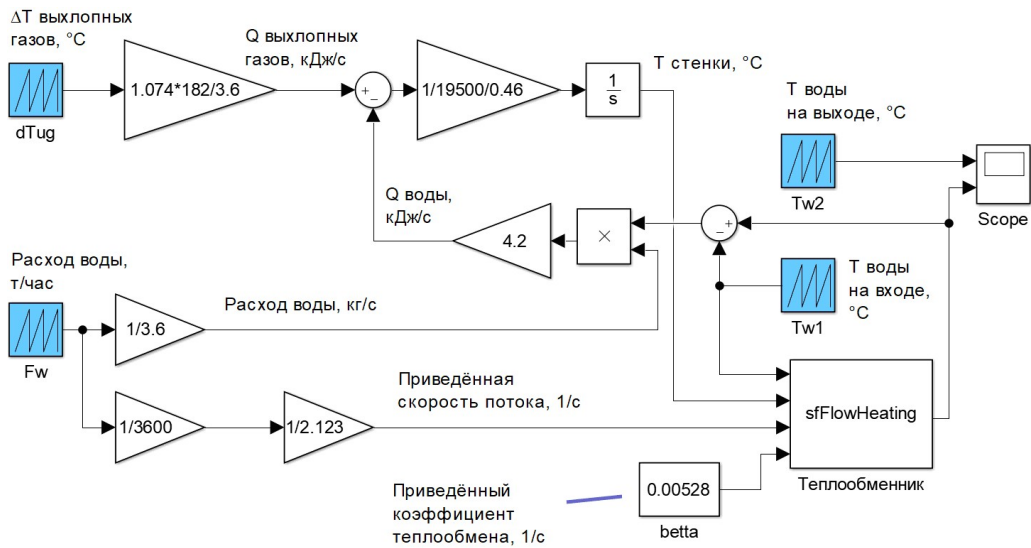 ΔT выхлопных
газов, °C
dTug
1.074*182/3.6
Q выхлопных
газов, кДж/с
+
−
1/19500/0.46
1
s
T стенки, °C
T воды
на выходе, °C
Tw2
Scope
Q воды,
кДж/с
4.2
×
−
T воды
на входе,
°C
Tw1
Расход воды,
т/час
Fw
1/3.6
Расход воды, кг/с
1/3600
1/2.123
Приведённая
скорость потока, 1/с
sfFlowHeating
Теплообменник
Приведённый
коэффициент
теплообмена, 1/с
0.00528
betta